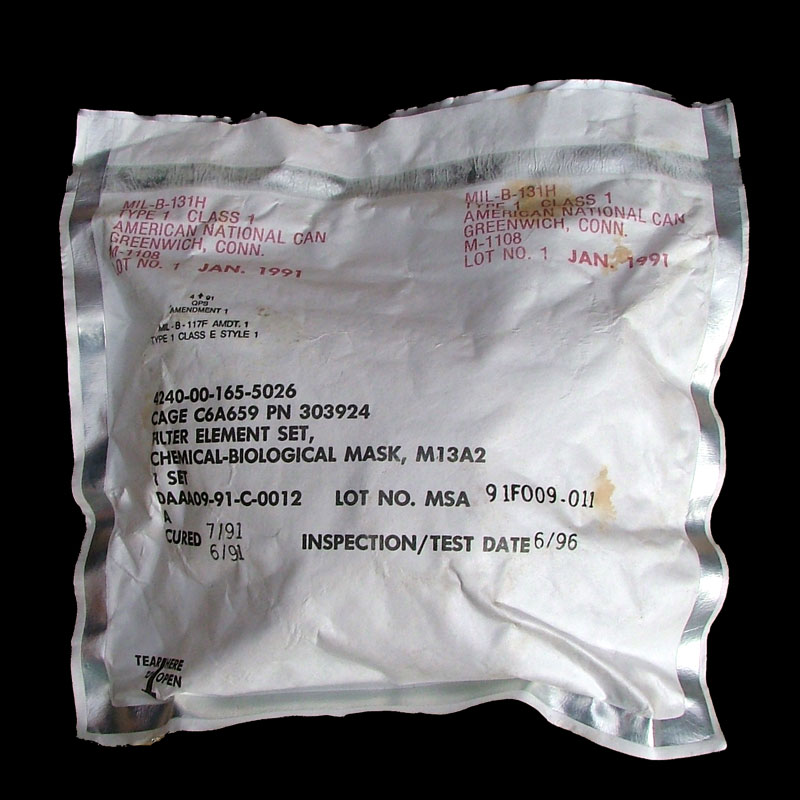 MIL-B-131H
TYPE 1 CLASS 1
AMERICAN NATIONAL CAN
GREENWICH, CONN.
M-1108
LOT NO. 1 JAN. 1991
MIL-B-131H
TYPE 1 CLASS 1
AMERICAN NATIONAL CAN
GREENWICH, CONN.
M-1108
LOT NO. 1 JAN. 1991
4 + 91
QPS
AMENDMENT 1
MIL-B-117F AMDT. 1
TYPE 1 CLASS E STYLE 1
4240-00-165-5026
CAGE C6A659 PN 303924
FILTER ELEMENT SET,
CHEMICAL-BIOLOGICAL MASK, M13A2
1 SET
DAAA09-91-C-0012 LOT NO. MSA 91F009-011
A
CURED 7/91
6/91
INSPECTION/TEST DATE 6/96
TEAR HERE
TO OPEN